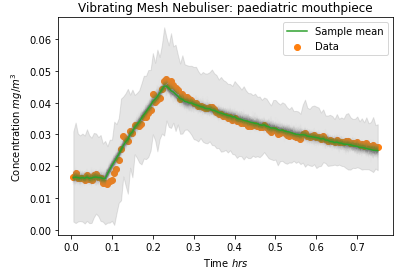 Vibrating Mesh Nebuliser: paediatric mouthpiece
Sample mean
Data
Concentration mg/m³
0.06
0.05
0.04
0.03
0.02
0.01
0.00
0.0 0.1 0.2 0.3 0.4 0.5 0.6 0.7
Time hrs